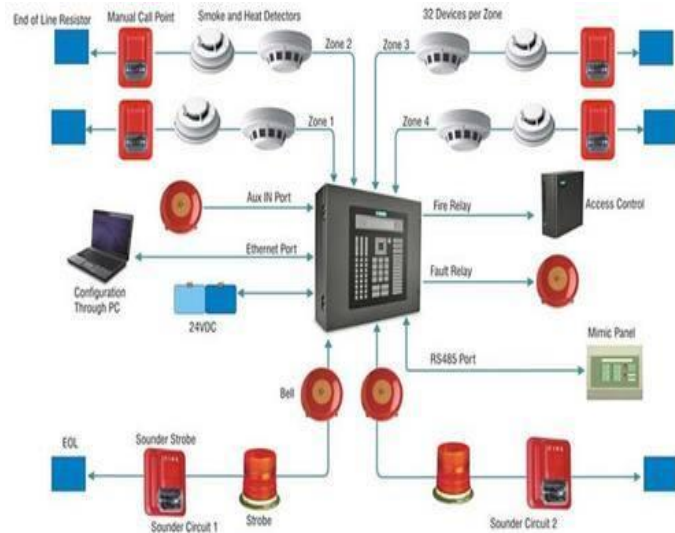 End of Line Resistor
Manual Call Point
Smoke and Heat Detectors
32 Devices per Zone
Zone 2
Zone 3
Zone 1
Zone 4
Aux IN Port
Fire Relay
Access Control
Ethernet Port
Fault Relay
Configuration
Through PC
24VDC
Mimic Panel
RS485 Port
Bell
EOL
Sounder Strobe
Sounder Circuit 1
Strobe
Sounder Circuit 2